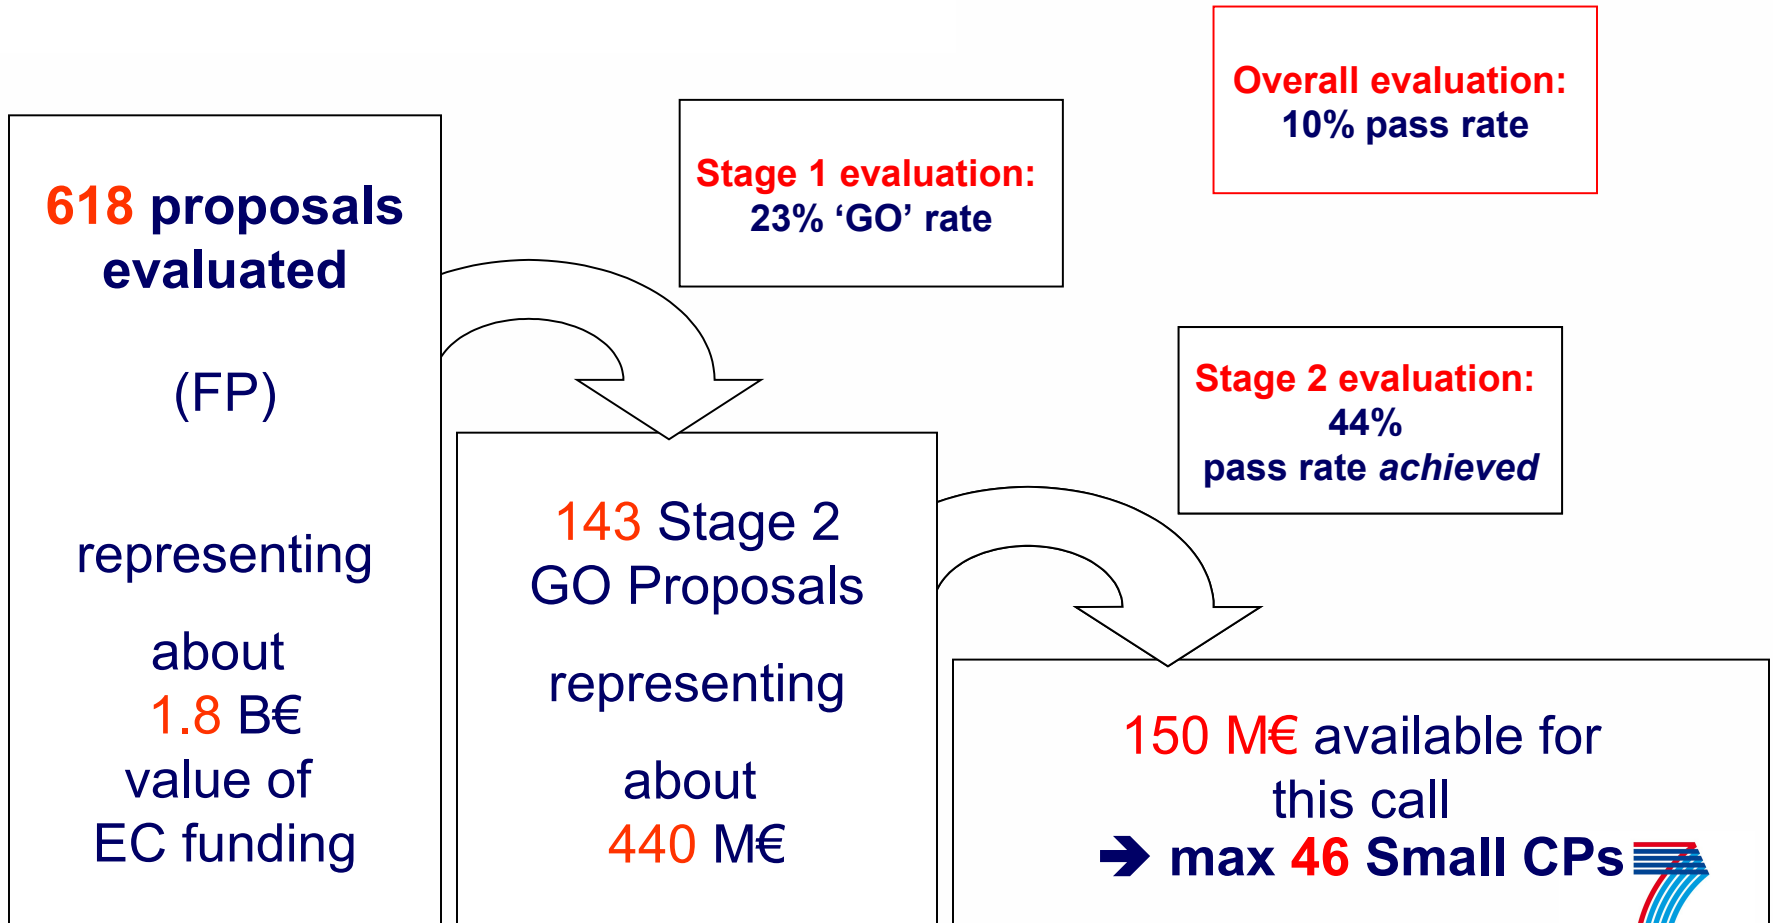 618 proposals
evaluated
(FP)
representing
about
1.8 B€
value of
EC funding
Stage 1 evaluation:
23% ‘GO’ rate
143 Stage 2
GO Proposals
representing
about
440 M€
Overall evaluation:
10% pass rate
Stage 2 evaluation:
44%
pass rate achieved
150 M€ available for
this call
➔ max 46 Small CPs